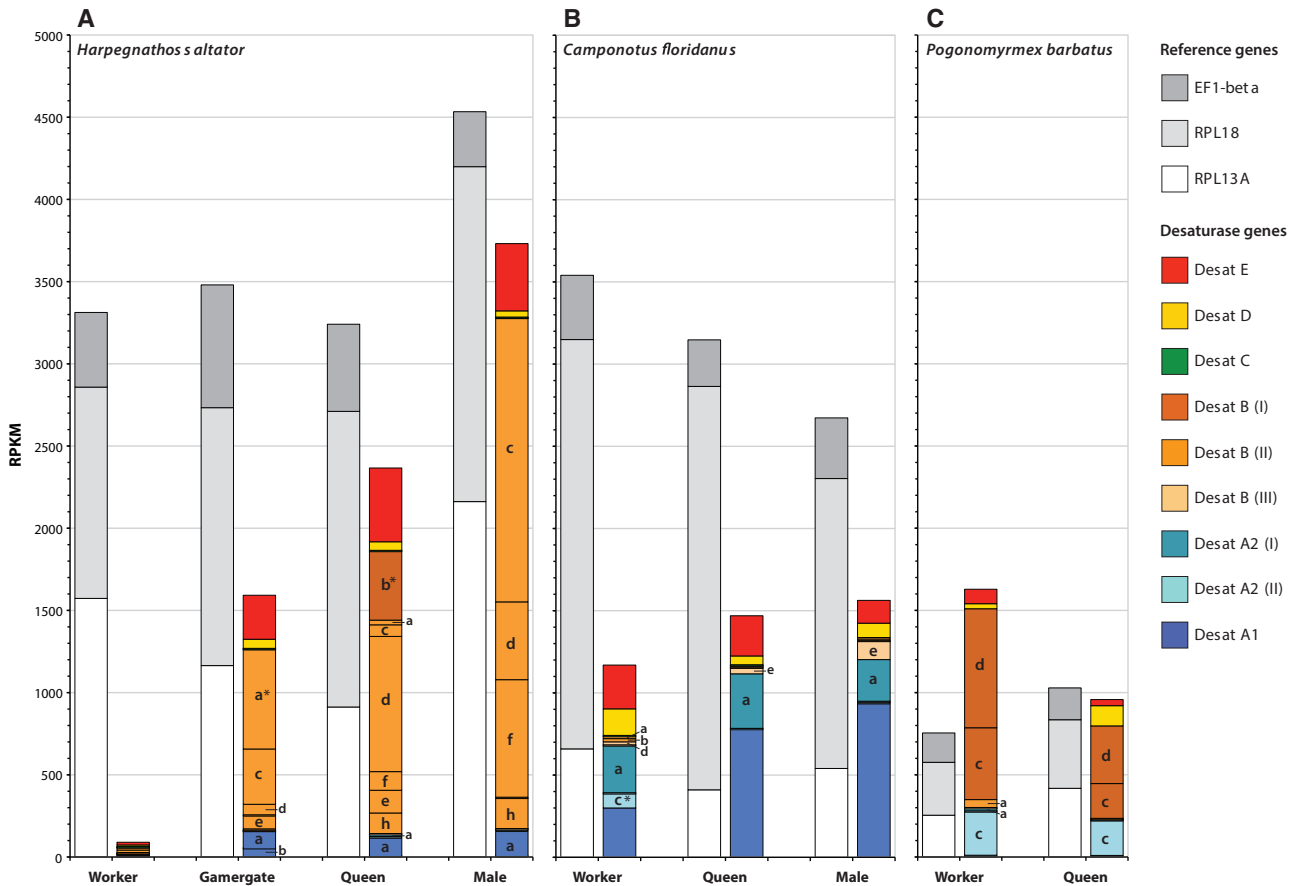 A
B
C
Harpegnathos s altator
Camponotus floridanus
Pogonomyrmex barbatus
RPKM
5000
4500
4000
3500
3000
2500
2000
1500
1000
500
0
a*
c
d
e
a
b
b*
a
c
d
f
e
h
a
a
c
d
f
h
a
a
b
d
a
c*
e
a
e
a
d
c
a
a
c
d
c
c
Worker
Gamergate
Queen
Male
Worker
Queen
Male
Worker
Queen
Reference genes
EF1-bet a
RPL18
RPL13A
Desaturase genes
Desat E
Desat D
Desat C
Desat B (I)
Desat B (II)
Desat B (III)
Desat A2 (I)
Desat A2 (II)
Desat A1